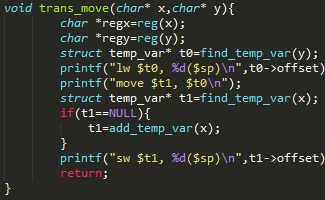 void trans_move(char* x,char* y){
char *regx=reg(x);
char *regy=reg(y);
struct temp_var* t0=find_temp_var(y);
printf("lw $t0, %d($sp)\n",t0->offset)
printf("move $t1, $t0\n");
struct temp_var* t1=find_temp_var(x);
if(t1==NULL){
t1=add_temp_var(x);
}
printf("sw $t1, %d($sp)\n",t1->offset)
return;
}